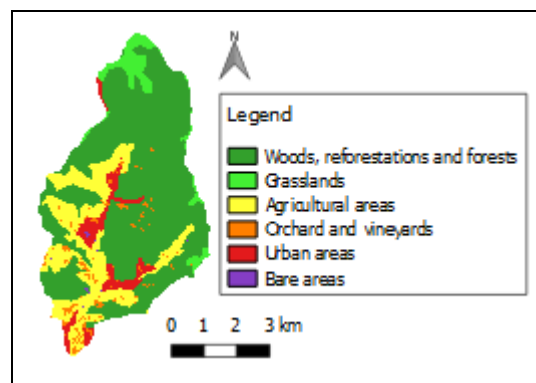 N
Legend
Woods, reforestations and forests
Grasslands
Agricultural areas
Orchard and vineyards
Urban areas
Bare areas
0 1 2 3 km